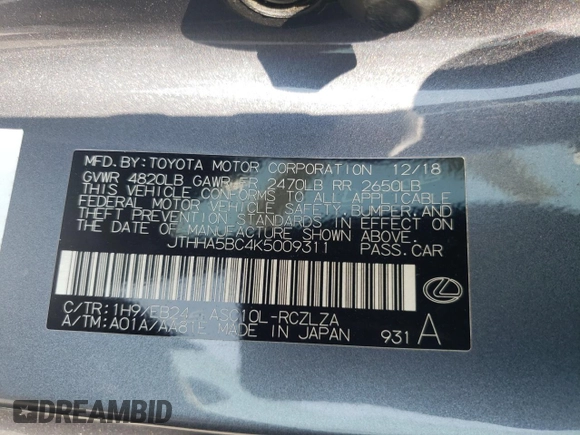 MFD. BY: TOYOTA MOTOR CORPORATION 12/18
GVWR 4820LB GAWR FR 2470LB RR 2650LB
THIS VEHICLE CONFORMS TO ALL APPLICABLE
FEDERAL MOTOR VEHICLE SAFETY, BUMPER, AND
THEFT PREVENTION STANDARDS IN EFFECT ON
THE DATE OF MANUFACTURE SHOWN ABOVE.
JTHHA5BC4K5009311 PASS.CAR
C/TR:1H9/EB24 ASC10L-RCZLZA
A/TM:A01A/AA81E MADE IN JAPAN 931 A
DREAMBID